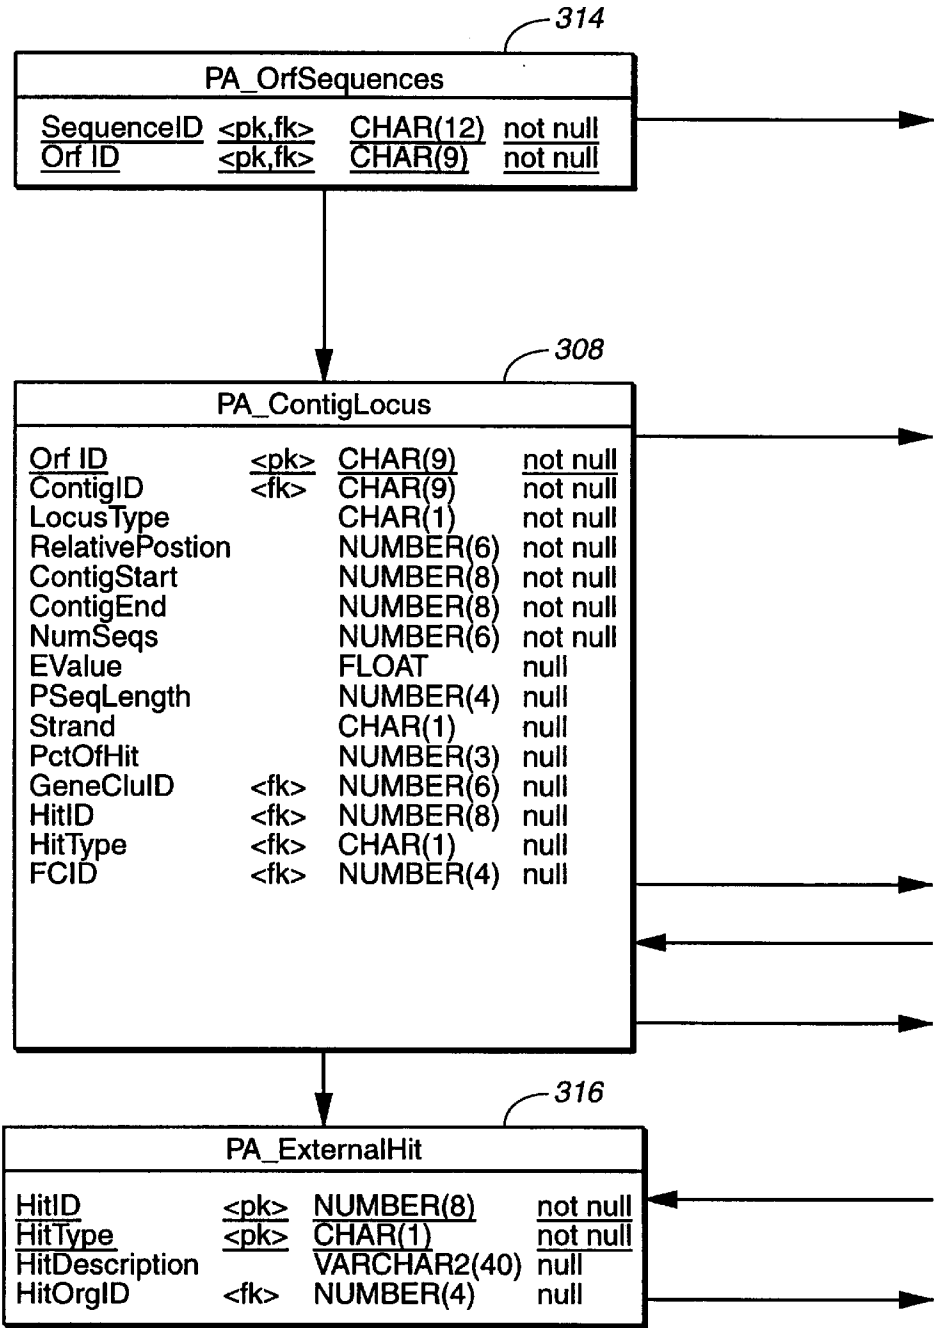 314
PA_OrfSequences
SequenceID <pk,fk> CHAR(12) not null
Orf ID <pk,fk> CHAR(9) not null
308
PA_ContigLocus
Orf ID <pk> CHAR(9) not null
ContigID <fk> CHAR(9) not null
LocusType CHAR(1) not null
RelativePostion NUMBER(6) not null
ContigStart NUMBER(8) not null
ContigEnd NUMBER(8) not null
NumSeqs NUMBER(6) not null
EValue FLOAT null
PSeqLength NUMBER(4) null
Strand CHAR(1) null
PctOfHit NUMBER(3) null
GeneCluID <fk> NUMBER(6) null
HitID <fk> NUMBER(8) null
HitType <fk> CHAR(1) null
FCID <fk> NUMBER(4) null
316
PA_ExternalHit
HitID <pk> NUMBER(8) not null
HitType <pk> CHAR(1) not null
HitDescription VARCHAR2(40) null
HitOrgID <fk> NUMBER(4) null